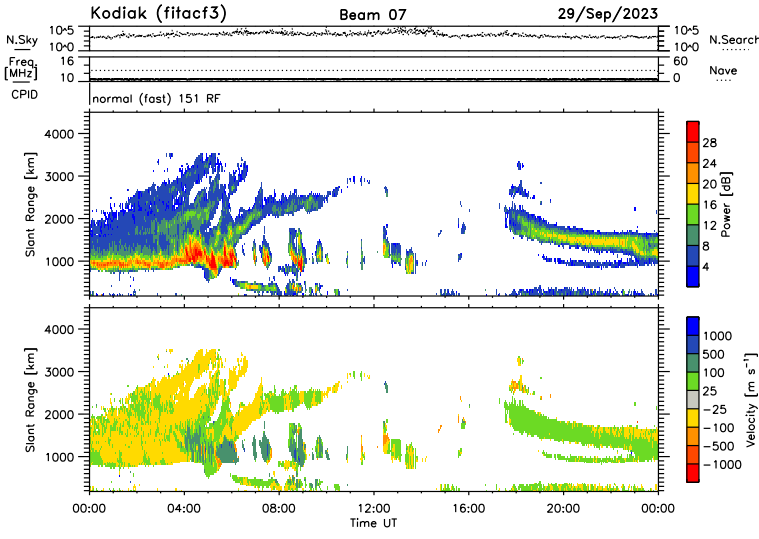 Kodiak (fitacf3) Beam 07 29/Sep/2023
N.Sky 10^5 10^0 10^5 10^0 N.Search
Freq. [MHz] 16 10 60 0 Nave
CPID normal (fast) 151 RF
Slant Range [km] 4000 3000 2000 1000
Power [dB] 28 24 20 16 12 8 4
Slant Range [km] 4000 3000 2000 1000
Velocity [m s⁻¹] 1000 500 100 25 −25 −100 −500 −1000
00:00 04:00 08:00 12:00 16:00 20:00 00:00
Time UT